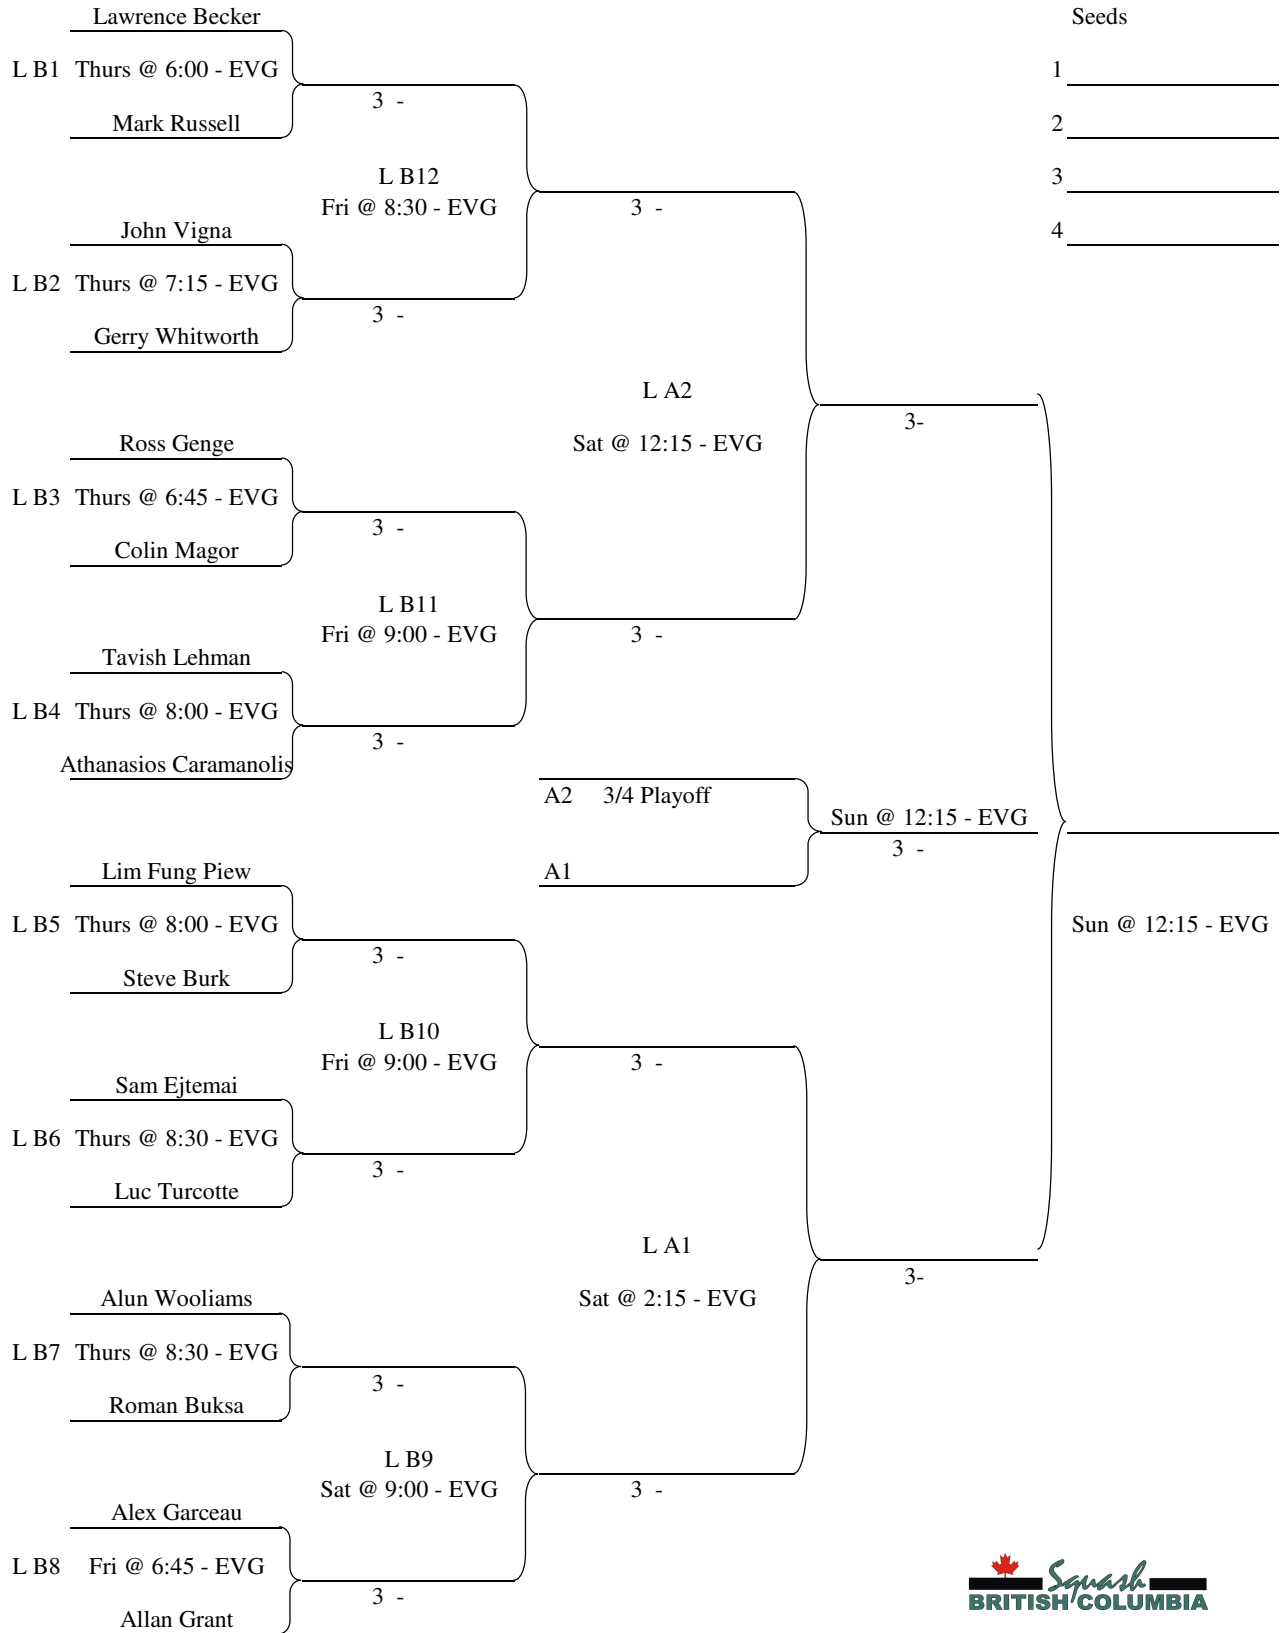 Lawrence Becker
Seeds
L B1 Thurs @ 6:00 - EVG
1
3 -
Mark Russell
2
L B12
3
Fri @ 8:30 - EVG
3 -
John Vigna
4
L B2 Thurs @ 7:15 - EVG
3 -
Gerry Whitworth
L A2
3-
Ross Genge
Sat @ 12:15 - EVG
L B3 Thurs @ 6:45 - EVG
3 -
Colin Magor
L B11
Fri @ 9:00 - EVG
3 -
Tavish Lehman
L B4 Thurs @ 8:00 - EVG
3 -
Athanasios Caramanolis
A2 3/4 Playoff
Sun @ 12:15 - EVG
3 -
Lim Fung Piew
A1
L B5 Thurs @ 8:00 - EVG
Sun @ 12:15 - EVG
3 -
Steve Burk
L B10
Fri @ 9:00 - EVG
3 -
Sam Ejtemai
L B6 Thurs @ 8:30 - EVG
3 -
Luc Turcotte
L A1
3-
Alun Wooliams
Sat @ 2:15 - EVG
L B7 Thurs @ 8:30 - EVG
3 -
Roman Buksa
L B9
Sat @ 9:00 - EVG
3 -
Alex Garceau
L B8 Fri @ 6:45 - EVG
3 -
Allan Grant
Squash
BRITISH COLUMBIA